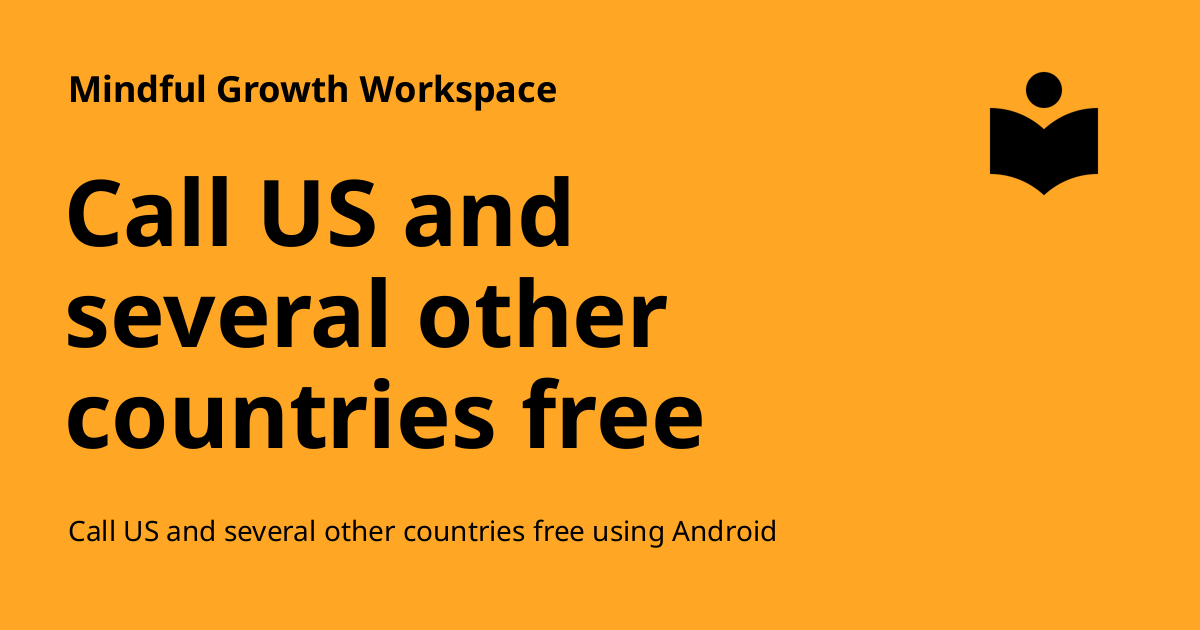 Mindful Growth Workspace
Call US and
several other
countries free
Call US and several other countries free using Android